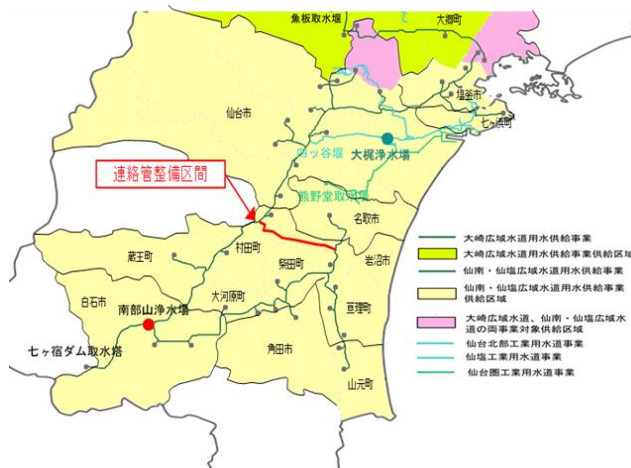 魚板取水堰
大郷町
仙台市
塩釜市
七ヶ浜町
四ッ谷堰
大梶浄水場
連絡管整備区間
熊野堂取水場
名取市
村田町
蔵王町
岩沼市
柴田町
白石市
大河原町
南部山浄水場
亘理町
七ヶ宿ダム取水塔
角田市
山元町
大崎広域水道用水供給事業
大崎広域水道用水供給事業供給区域
仙南・仙塩広域水道用水供給事業
仙南・仙塩広域水道用水供給事業
供給区域
大崎広域水道、仙南・仙塩広域水
道の両事業対象供給区域
仙台北部工業用水道事業
仙塩工業用水道事業
仙台圏工業用水道事業